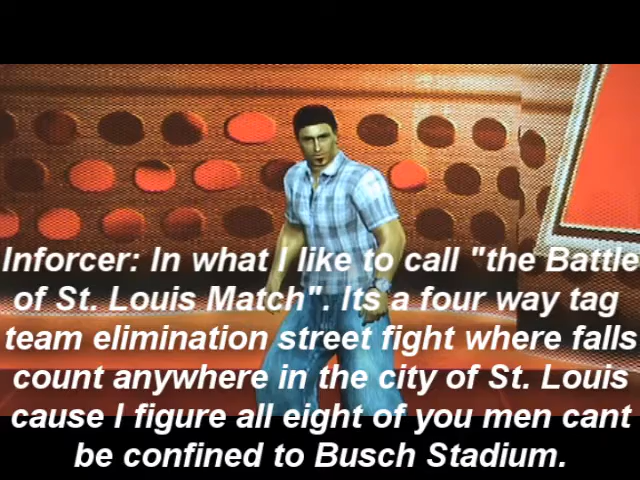 Inforcer: In what I like to call "the Battle
of St. Louis Match". Its a four way tag
team elimination street fight where falls
count anywhere in the city of St. Louis
cause I figure all eight of you men cant
be confined to Busch Stadium.